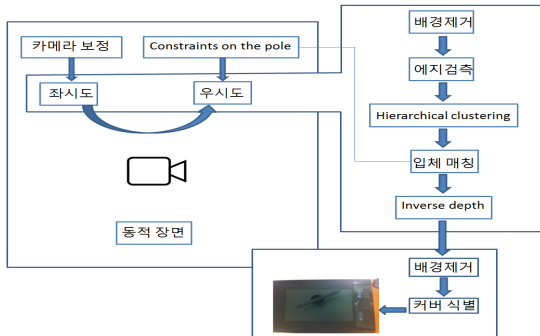 카메라 보정
Constraints on the pole
좌시도
우시도
동적 장면
배경제거
에지검측
Hierarchical clustering
입체 매칭
Inverse depth
배경제거
커버 식별